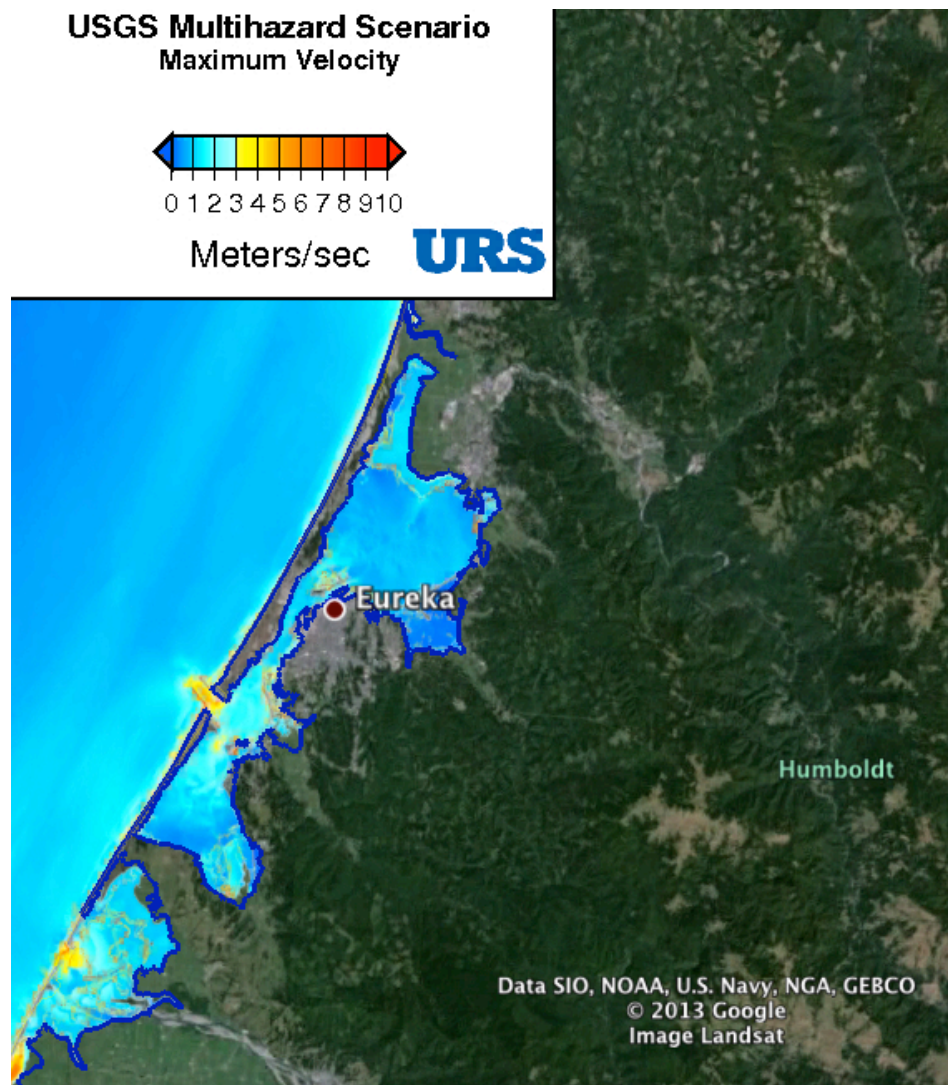 USGS Multihazard Scenario
Maximum Velocity
0 1 2 3 4 5 6 7 8 9 10
Meters/sec
URS
Eureka
Humboldt
Data SIO, NOAA, U.S. Navy, NGA, GEBCO
© 2013 Google
Image Landsat